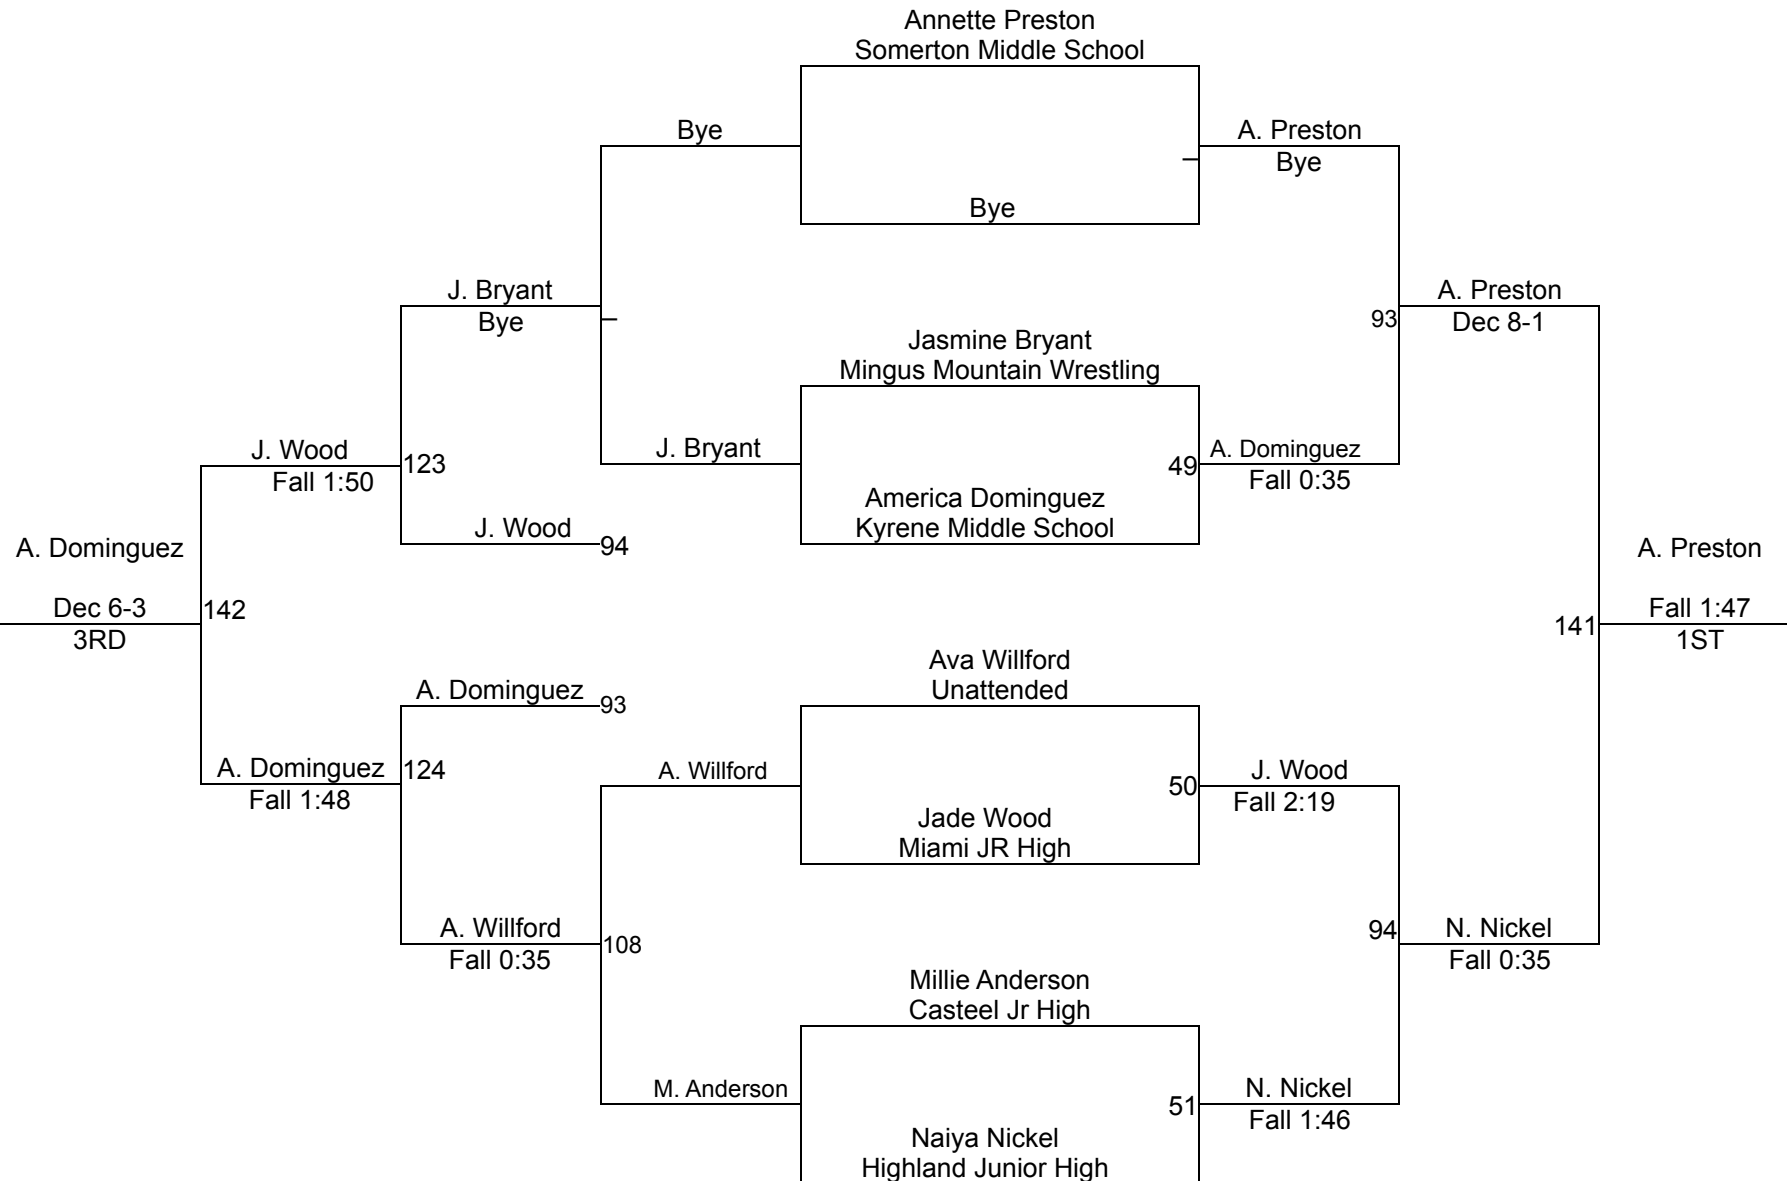 Annette Preston
Somerton Middle School
Bye
A. Preston
Bye
Bye
J. Bryant
Bye
A. Preston
Dec 8-1
93
Jasmine Bryant
Mingus Mountain Wrestling
J. Wood
Fall 1:50
123
J. Bryant
49
A. Dominguez
Fall 0:35
America Dominguez
Kyrene Middle School
J. Wood
94
A. Dominguez
Dec 6-3
3RD
142
A. Preston
Fall 1:47
1ST
141
Ava Willford
Unattended
A. Dominguez
93
A. Dominguez
Fall 1:48
124
A. Willford
50
J. Wood
Fall 2:19
Jade Wood
Miami JR High
A. Willford
Fall 0:35
108
94
N. Nickel
Fall 0:35
Millie Anderson
Casteel Jr High
M. Anderson
51
N. Nickel
Fall 1:46
Naiya Nickel
Highland Junior High